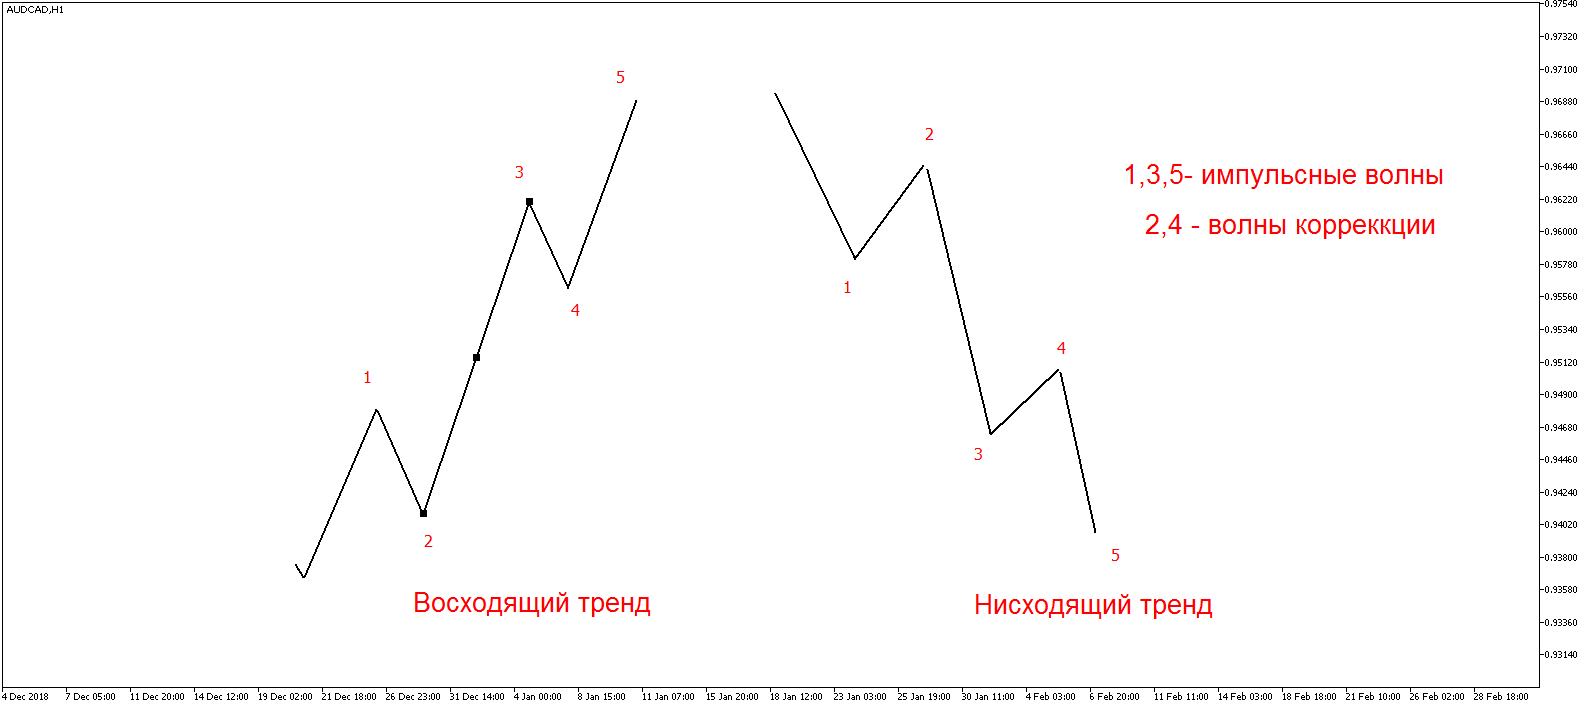 AUDCAD,H1
0.97540
0.97320
0.97100
0.96880
0.96660
0.96440
0.96220
0.96000
0.95780
0.95560
0.95340
0.95120
0.94900
0.94680
0.94460
0.94240
0.94020
0.93800
0.93580
0.93360
0.93140
1
2
3
4
5
Восходящий тренд
1
2
3
4
5
Нисходящий тренд
1,3,5- импульсные волны
2,4 - волны корреккции
4 Dec 2018
7 Dec 05:00
11 Dec 20:00
14 Dec 12:00
19 Dec 02:00
21 Dec 18:00
26 Dec 23:00
31 Dec 14:00
4 Jan 00:00
8 Jan 15:00
11 Jan 07:00
15 Jan 20:00
18 Jan 12:00
23 Jan 03:00
25 Jan 19:00
30 Jan 11:00
4 Feb 03:00
6 Feb 20:00
11 Feb 11:00
14 Feb 03:00
18 Feb 18:00
21 Feb 10:00
26 Feb 02:00
28 Feb 18:00